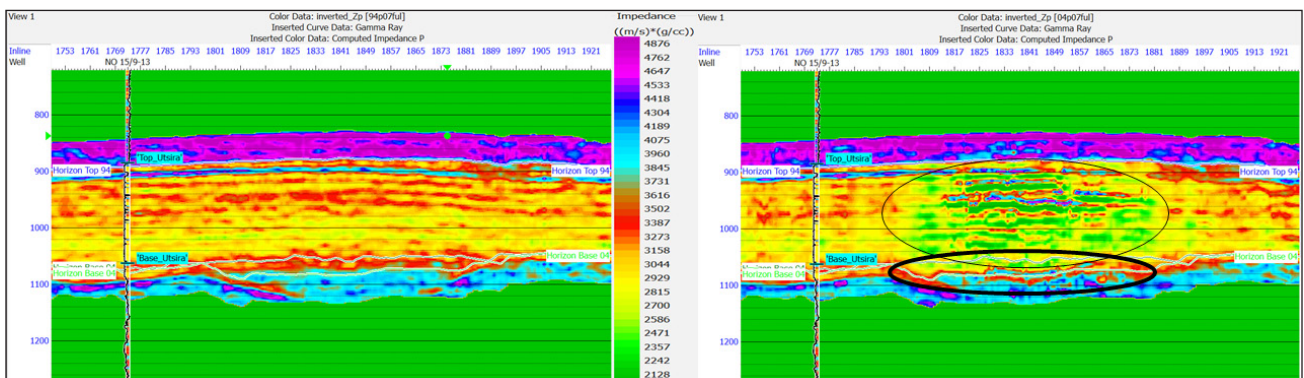 View 1
Color Data: inverted_Zp [94p07ful]
Inserted Curve Data: Gamma Ray
Inserted Color Data: Computed Impedance P
Inline 1753 1761 1769 1777 1785 1793 1801 1809 1817 1825 1833 1841 1849 1857 1865 1873 1881 1889 1897 1905 1913 1921
Well NO 15/9-13
800
'Top_Utsira'
900
Horizon Top 94 Horizon Top 94
1000
'Base_Utsira'
Horizon Base 04
Horizon Base 04
1100
1200
Impedance
((m/s)*(g/cc))
4876
4762
4647
4533
4418
4304
4189
4075
3960
3845
3731
3616
3502
3387
3273
3158
3044
2929
2815
2700
2586
2471
2357
2242
2128
View 1
Color Data: inverted_Zp [04p07ful]
Inserted Curve Data: Gamma Ray
Inserted Color Data: Computed Impedance P
Inline 1753 1761 1769 1777 1785 1793 1801 1809 1817 1825 1833 1841 1849 1857 1865 1873 1881 1889 1897 1905 1913 1921
Well NO 15/9-13
800
'Top_Utsira'
900
Horizon Top 94 Horizon Top 94
1000
'Base_Utsira'
Horizon Base 04
Horizon Base 04
1100
1200